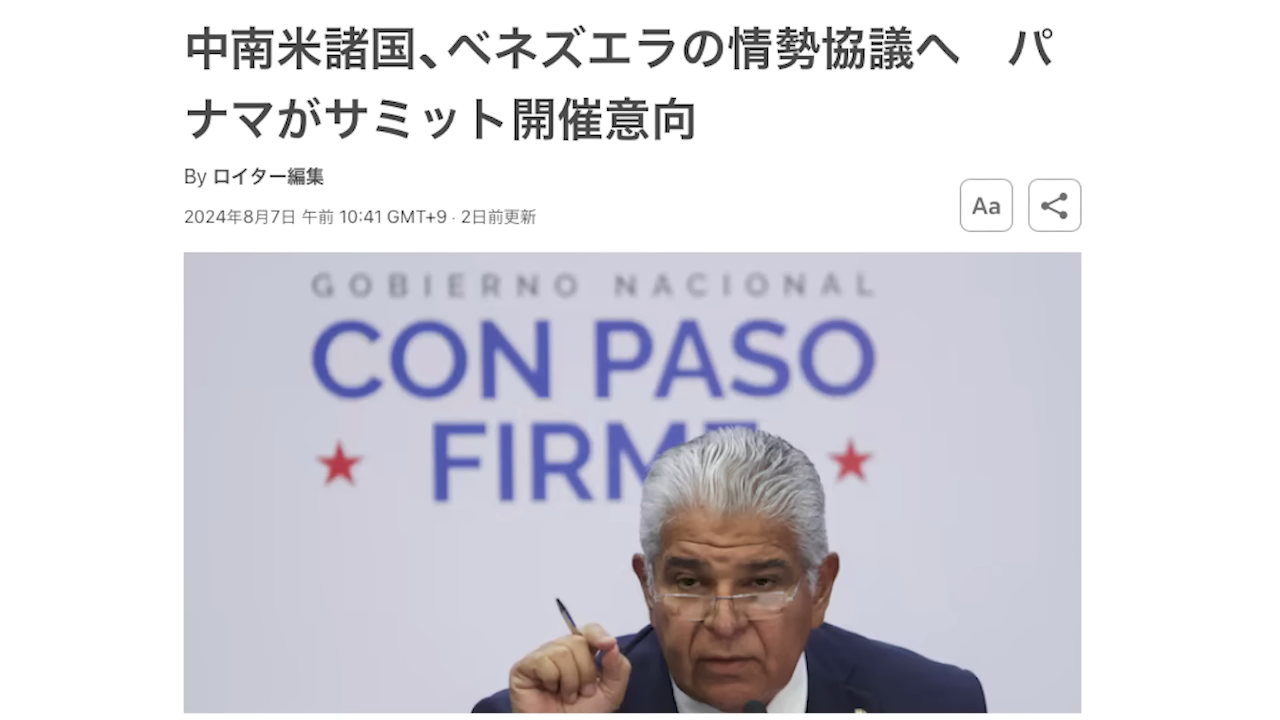 中南米諸国、ベネズエラの情勢協議へ　パ
ナマがサミット開催意向
By ロイター編集
2024年8月7日 午前 10:41 GMT+9 · 2日前更新
Aa
GOBIERNO NACIONAL
CON PASO
FIRME